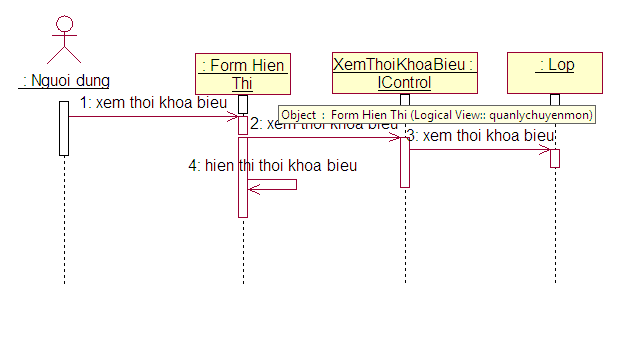 : Nguoi dung
: Form Hien
Thi
XemThoiKhoaBieu :
IControl
: Lop
1: xem thoi khoa bieu
Object : Form Hien Thi (Logical View:: quanlychuyenmon)
2: xem thoi khoa bieu
3: xem thoi khoa bieu
4: hien thi thoi khoa bieu